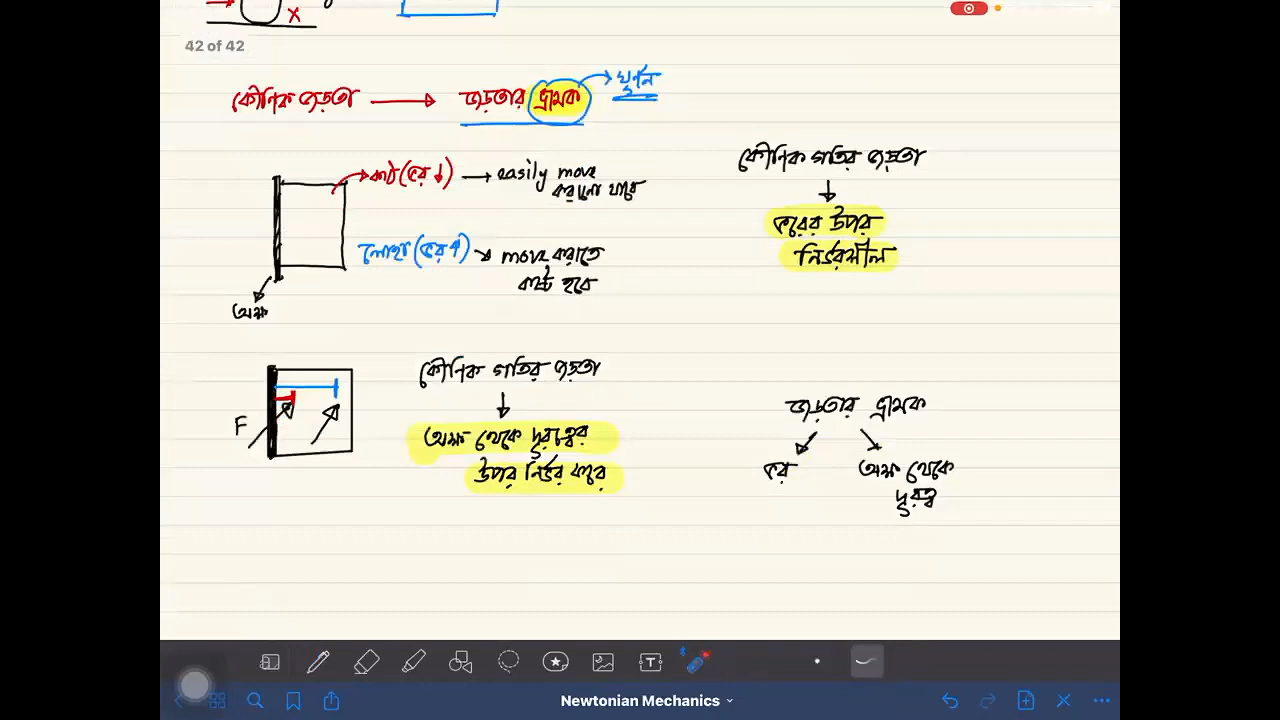 42 of 42
কৌণিক জড়তা → জড়তার ভ্রামক → ঘূর্ণন
কাঠ (ভর ↓) → easily move
করানো যাবে
লোহা (ভর ↑) → move করাতে
কষ্ট হবে
অক্ষ
কৌণিক গতির জড়তা
ভরের উপর
নির্ভরশীল
F
কৌণিক গতির জড়তা
অক্ষ থেকে দূরত্বের
উপর নির্ভর করে
জড়তার ভ্রামক
ভর
অক্ষ থেকে
দূরত্ব
Newtonian Mechanics